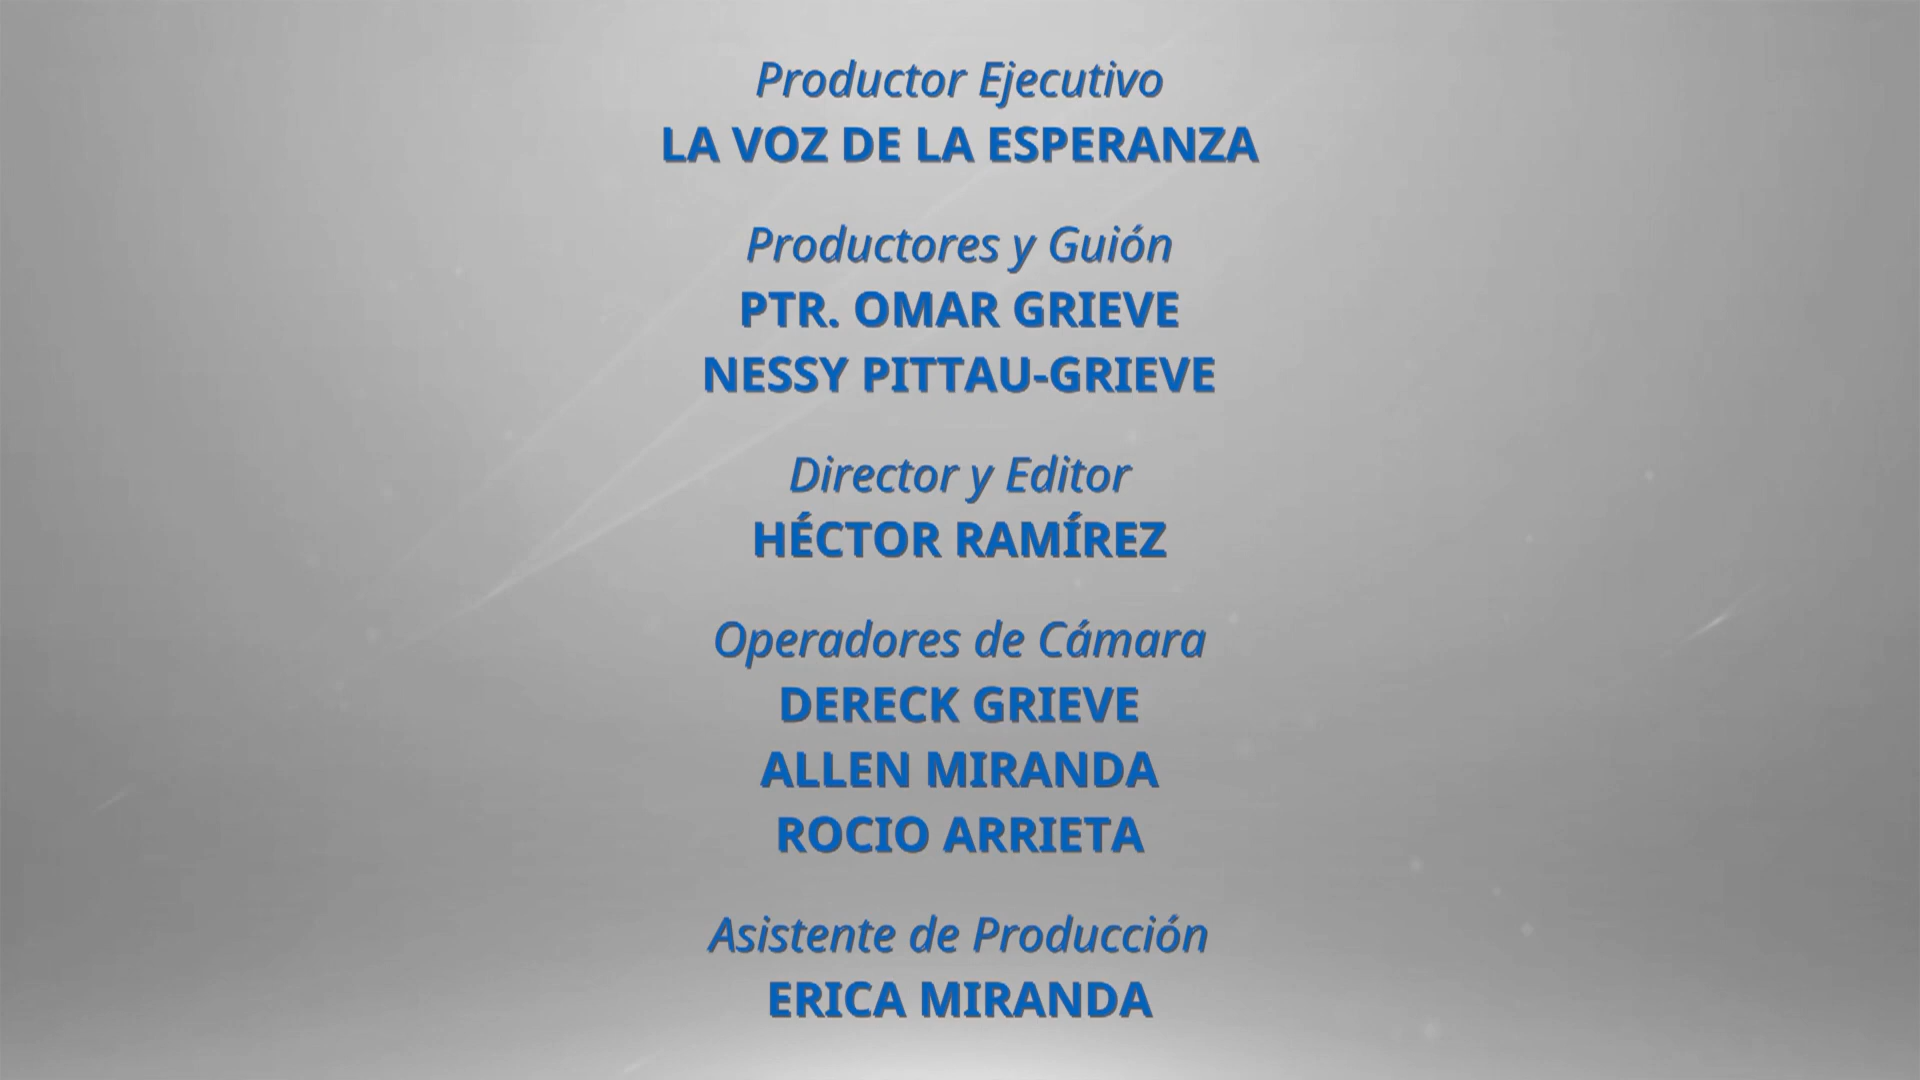 Productor Ejecutivo
LA VOZ DE LA ESPERANZA
Productores y Guión
PTR. OMAR GRIEVE
NESSY PITTAU-GRIEVE
Director y Editor
HÉCTOR RAMÍREZ
Operadores de Cámara
DERECK GRIEVE
ALLEN MIRANDA
ROCIO ARRIETA
Asistente de Producción
ERICA MIRANDA